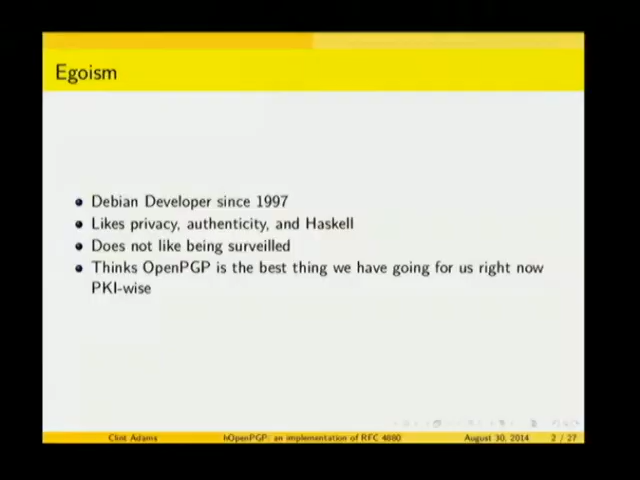 Egoism
Debian Developer since 1997
Likes privacy, authenticity, and Haskell
Does not like being surveilled
Thinks OpenPGP is the best thing we have going for us right now
PKI-wise
Clint Adams hOpenPGP: an implementation of RFC 4880 August 30, 2014 2 / 27